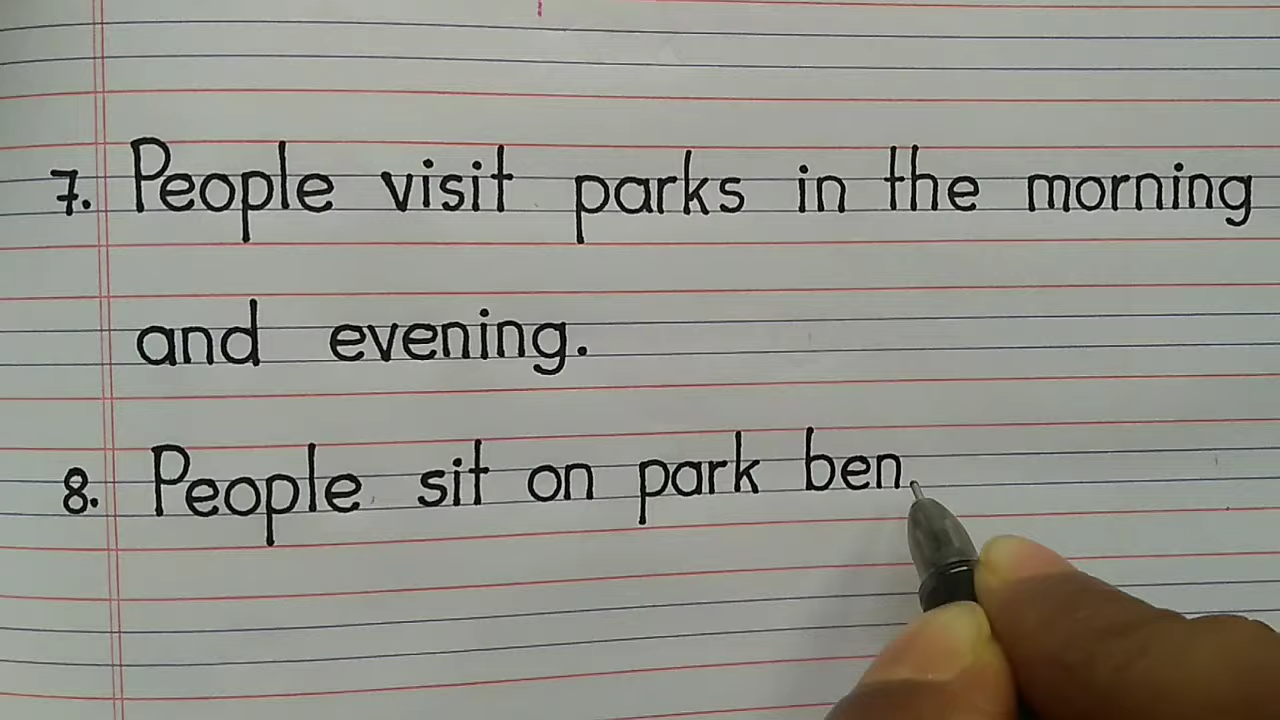 7. People visit parks in the morning
and evening.
8. People sit on park ben